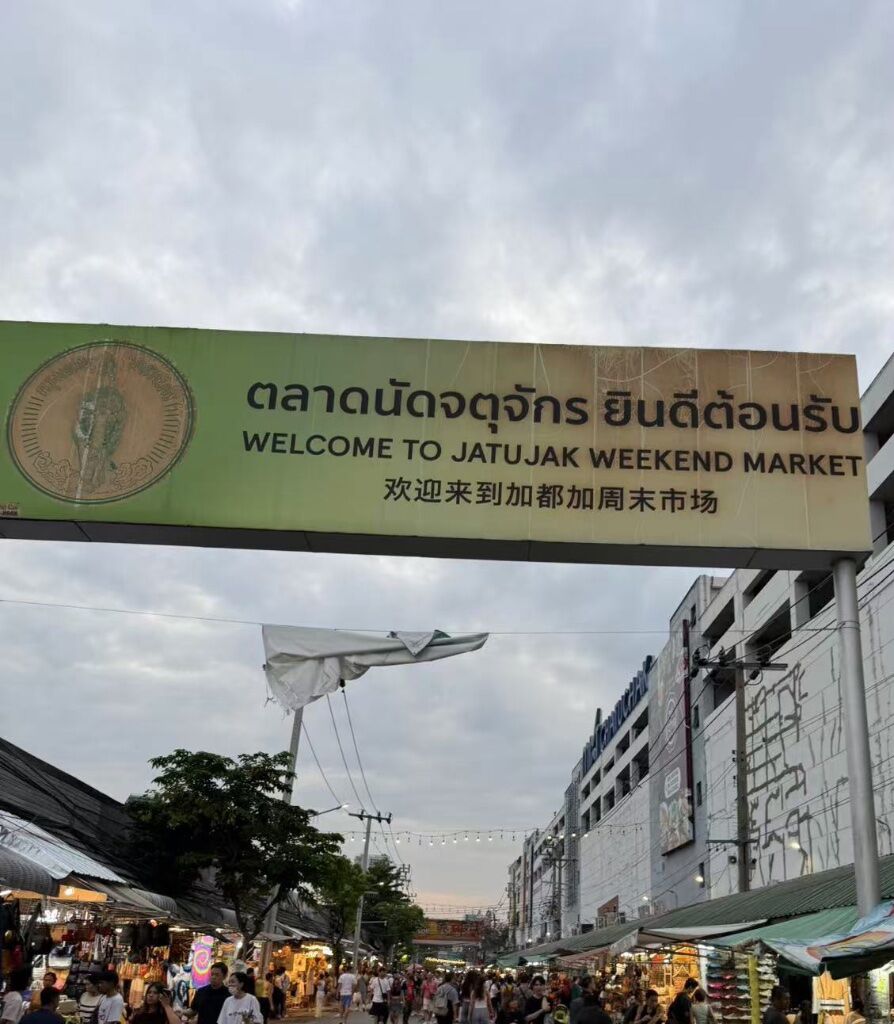 ตลาดนัดจตุจักร ยินดีต้อนรับ
WELCOME TO JATUJAK WEEKEND MARKET
欢迎来到加都加周末市场